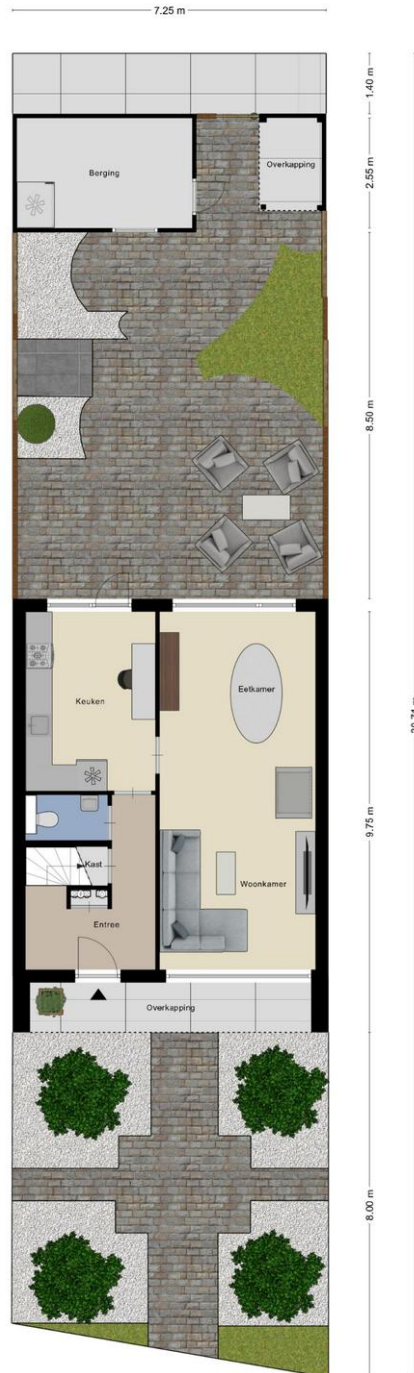 7.25 m
1.40 m
Berging
Overkapping
2.55 m
8.50 m
Keuken
Eetkamer
9.75 m
Kast
Woonkamer
Entree
Overkapping
8.00 m